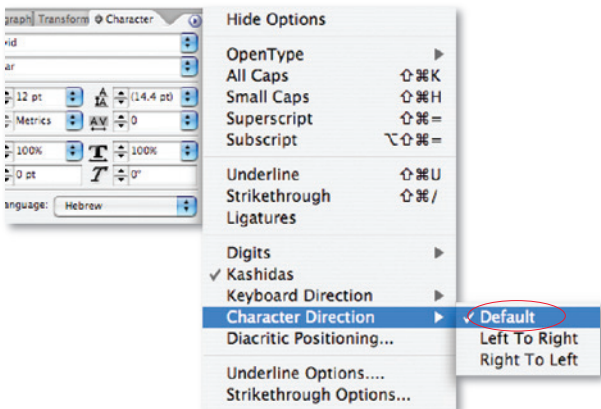 graph Transform Character
vid
ar
12 pt (14.4 pt)
Metrics 0
100% 100%
0 pt 0°
anguage: Hebrew
Hide Options
OpenType
All Caps ⇧⌘K
Small Caps ⇧⌘H
Superscript ⇧⌘=
Subscript ⌥⇧⌘=
Underline ⇧⌘U
Strikethrough ⇧⌘/
Ligatures
Digits
✓ Kashidas
Keyboard Direction
Character Direction
Diacritic Positioning...
Underline Options....
Strikethrough Options...
✓ Default
Left To Right
Right To Left